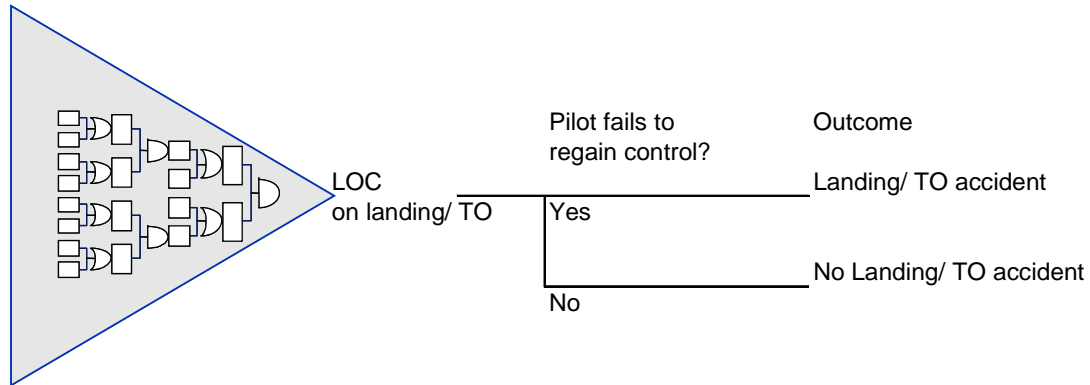 Pilot fails to
regain control?
Outcome
LOC
on landing/ TO
Yes
Landing/ TO accident
No
No Landing/ TO accident